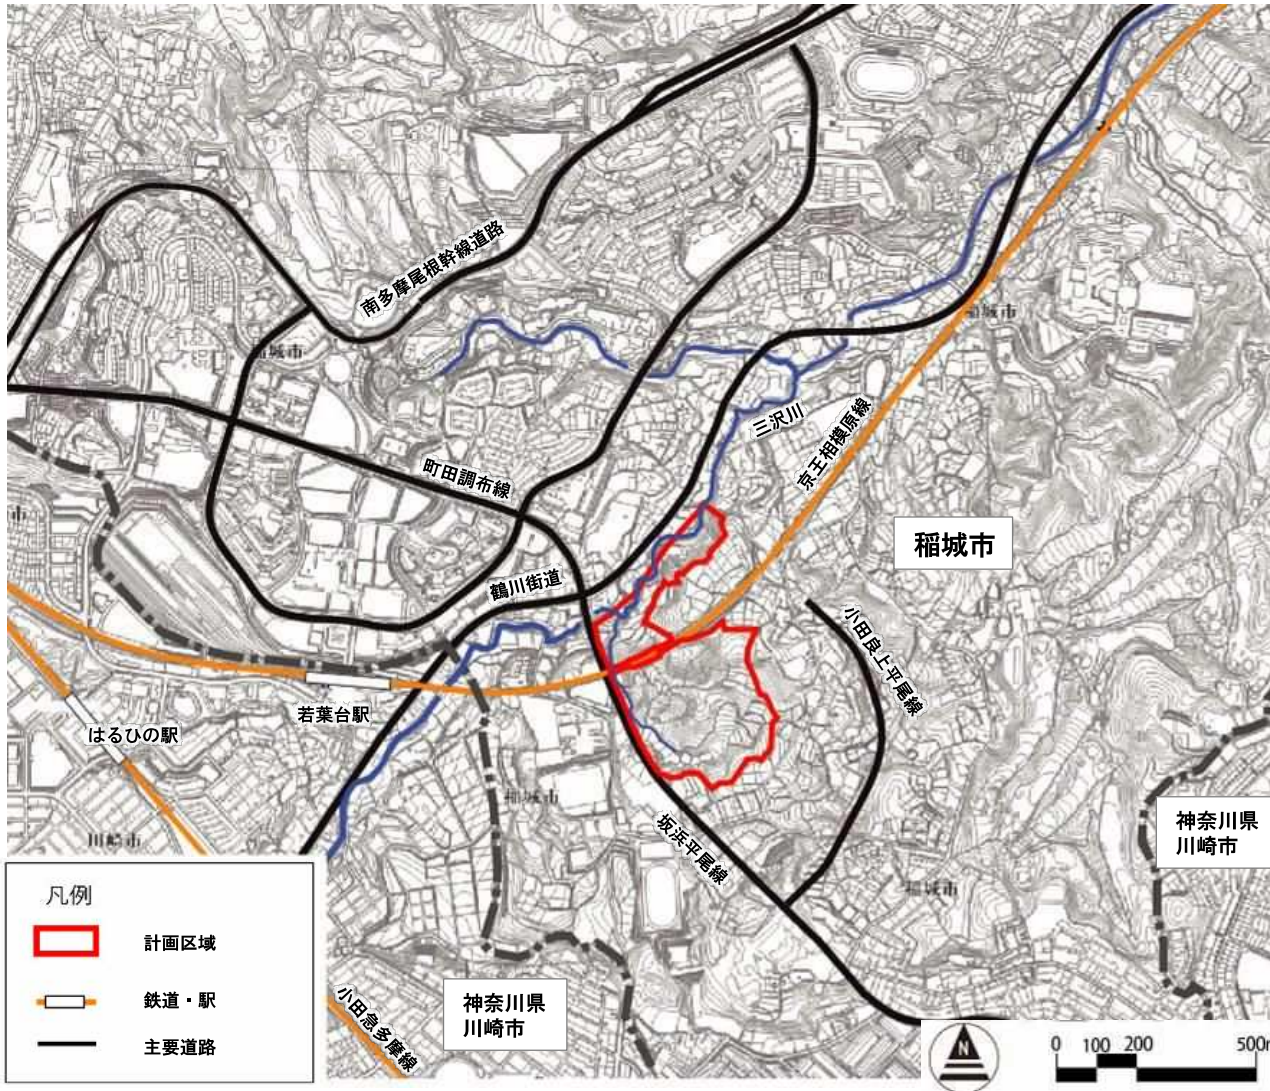 南多摩尾根幹線道路
稲城市
稲城市
三沢川
京王相模原線
町田調布線
稲城市
鶴川街道
市
小田良上平尾線
若葉台駅
はるひの駅
稲城市
川崎市
坂浜平尾線
神奈川県
川崎市
稲城市
凡例
計画区域
鉄道・駅
主要道路
神奈川県
川崎市
小田急多摩線
N
0 100 200 500m